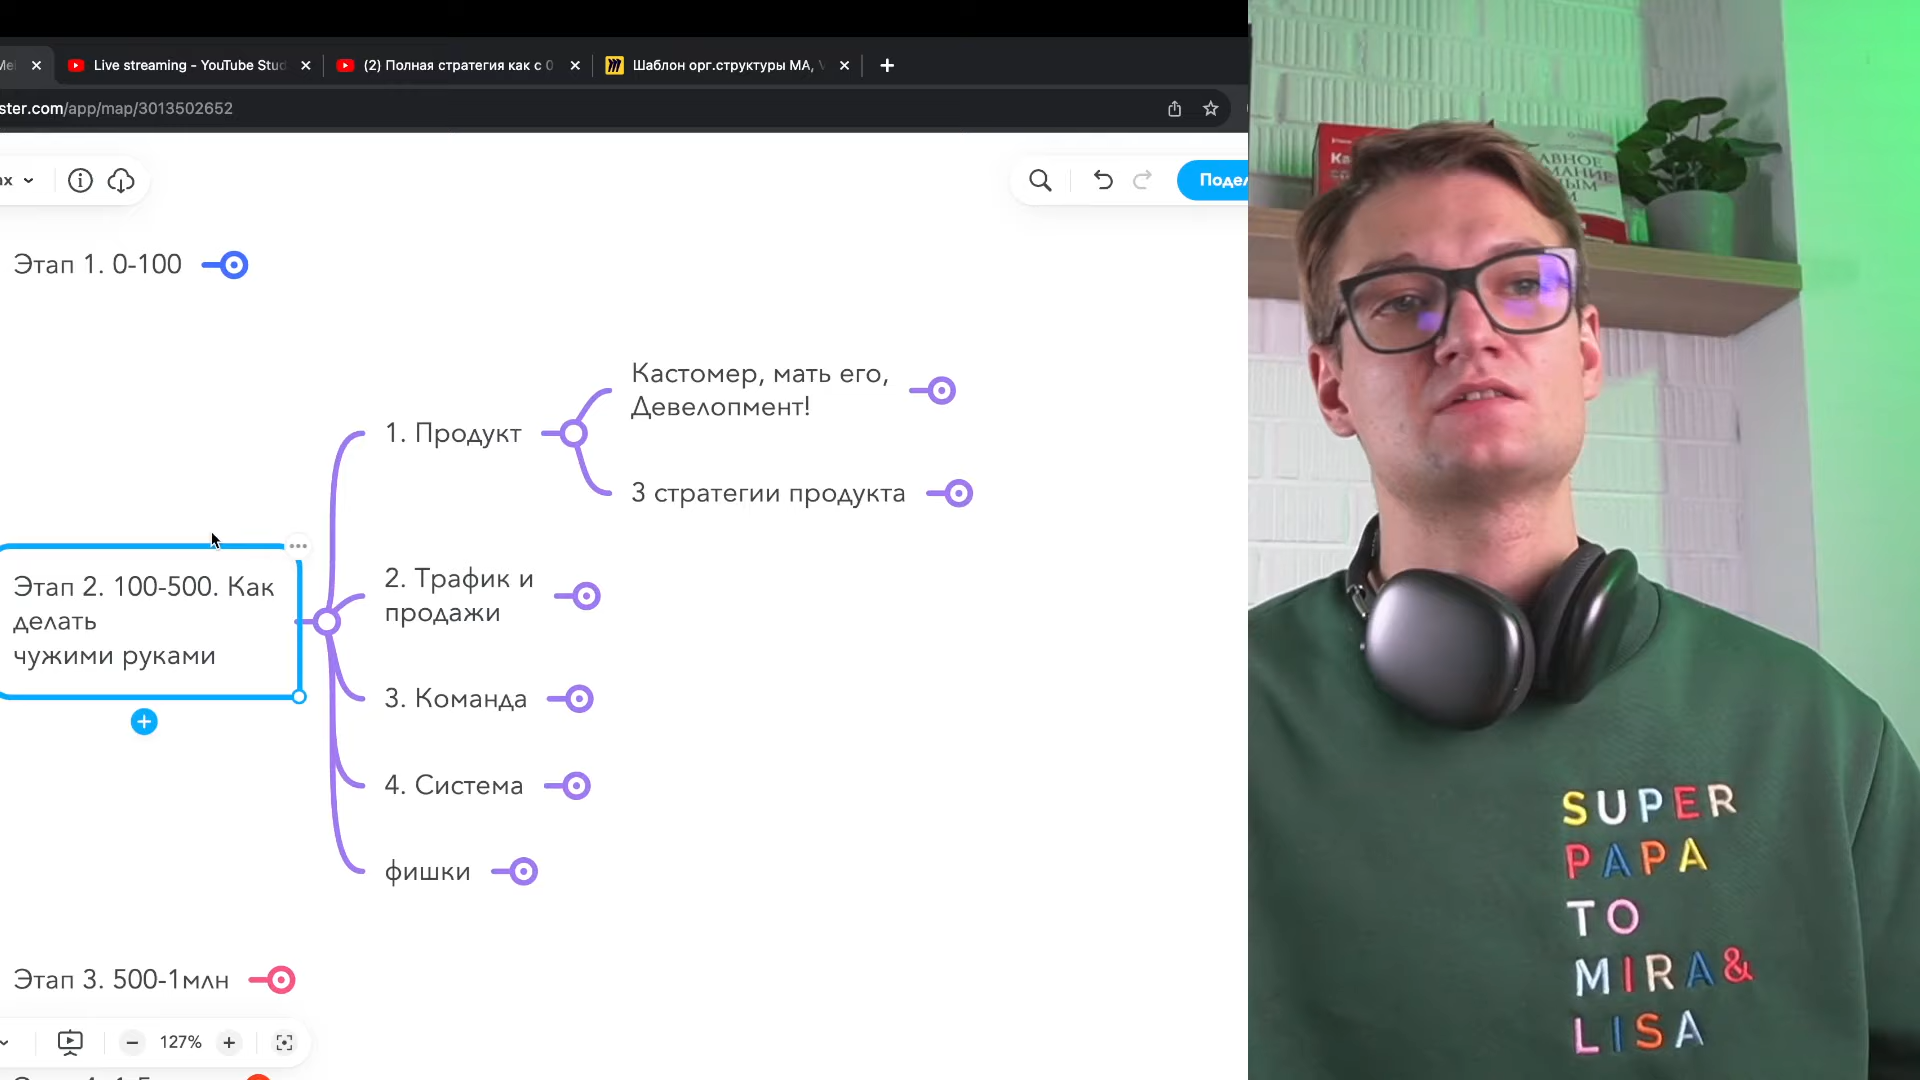 Live streaming - YouTube Stud
(2) Полная стратегия как с 0
Шаблон орг.структуры МА,
ster.com/app/map/3013502652
Поде
Этап 1. 0-100
Кастомер, мать его,
Девелопмент!
1. Продукт
3 стратегии продукта
Этап 2. 100-500. Как
делать
чужими руками
2. Трафик и
продажи
3. Команда
4. Система
фишки
Этап 3. 500-1млн
127%
SUPER
PAPA
TO
MIRA&
LISA